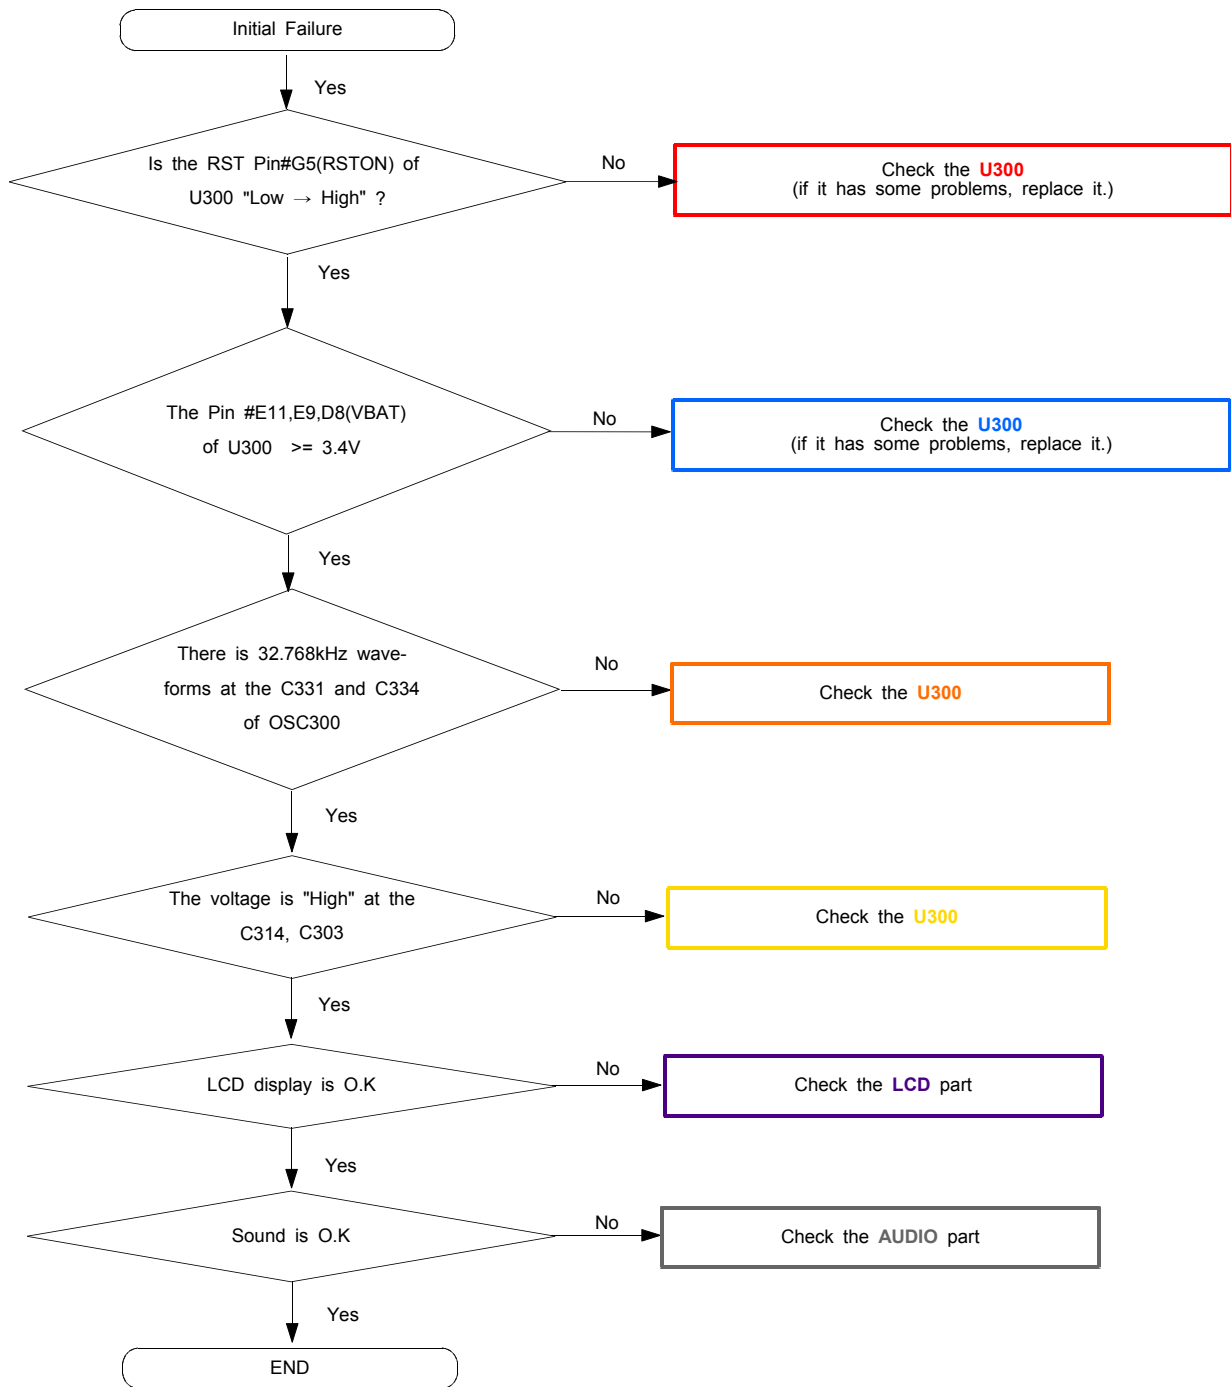 Initial Failure
Yes
Is the RST Pin#G5(RSTON) of
U300 "Low → High" ?
No
Check the U300
(if it has some problems, replace it.)
Yes
The Pin #E11,E9,D8(VBAT)
of U300 >= 3.4V
No
Check the U300
(if it has some problems, replace it.)
Yes
There is 32.768kHz wave-
forms at the C331 and C334
of OSC300
No
Check the U300
Yes
The voltage is "High" at the
C314, C303
No
Check the U300
Yes
LCD display is O.K
No
Check the LCD part
Yes
Sound is O.K
No
Check the AUDIO part
Yes
END